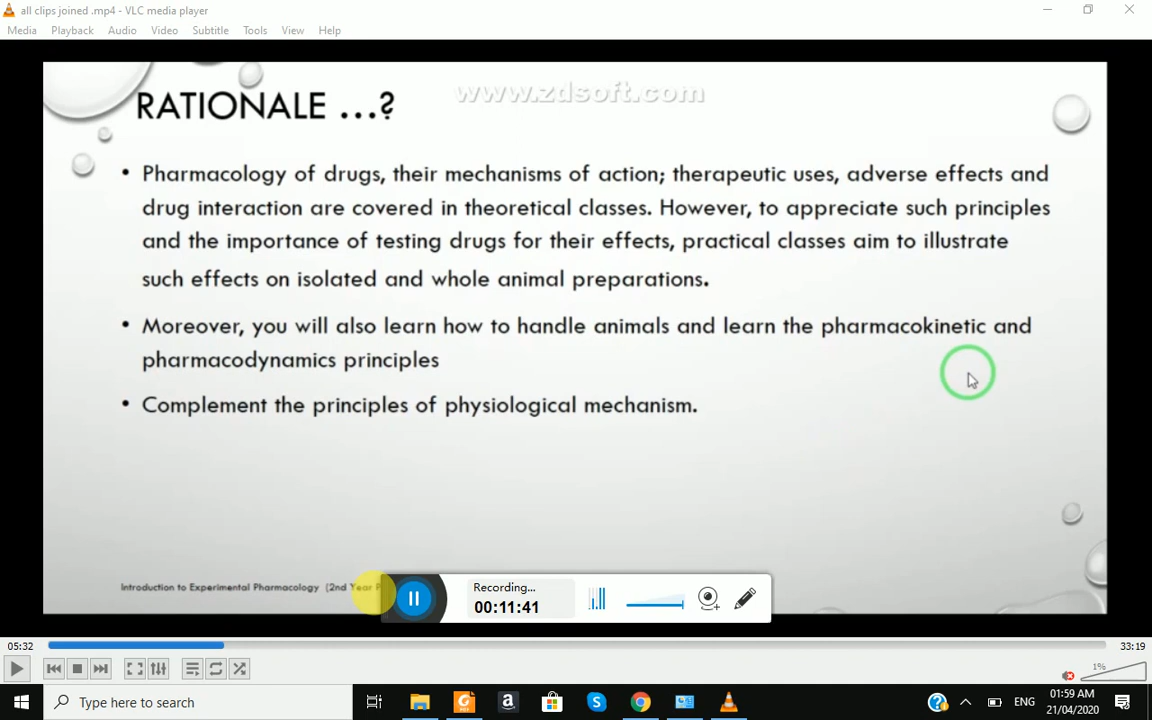 all clips joined .mp4 - VLC media player
Media Playback Audio Video Subtitle Tools View Help
www.zdsoft.com
RATIONALE ...?
• Pharmacology of drugs, their mechanisms of action; therapeutic uses, adverse effects and
drug interaction are covered in theoretical classes. However, to appreciate such principles
and the importance of testing drugs for their effects, practical classes aim to illustrate
such effects on isolated and whole animal preparations.
• Moreover, you will also learn how to handle animals and learn the pharmacokinetic and
pharmacodynamics principles
• Complement the principles of physiological mechanism.
Introduction to Experimental Pharmacology (2nd Year
Recording...
00:11:41
05:32
33:19
1%
Type here to search
ENG
01:59 AM
21/04/2020